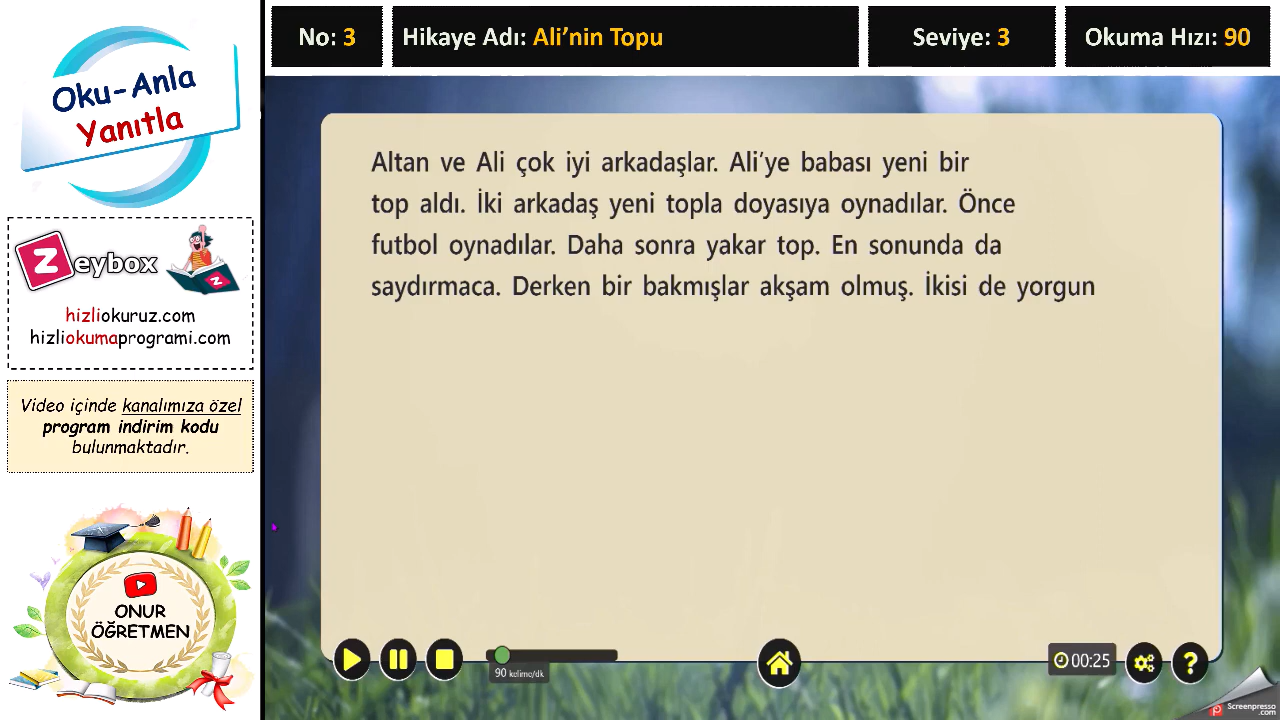 No: 3
Hikaye Adı: Ali’nin Topu
Seviye: 3
Okuma Hızı: 90
Oku-Anla
Yanıtla
Zeybox
hizliokuruz.com
hizliokumaprogrami.com
Video içinde kanalımıza özel
program indirim kodu
bulunmaktadır.
ONUR
ÖĞRETMEN
Altan ve Ali çok iyi arkadaşlar. Ali’ye babası yeni bir
top aldı. İki arkadaş yeni topla doyasıya oynadılar. Önce
futbol oynadılar. Daha sonra yakar top. En sonunda da
saydırmaca. Derken bir bakmışlar akşam olmuş. İkisi de yorgun
90 kelime/dk
00:25
?
Screenpresso
.com